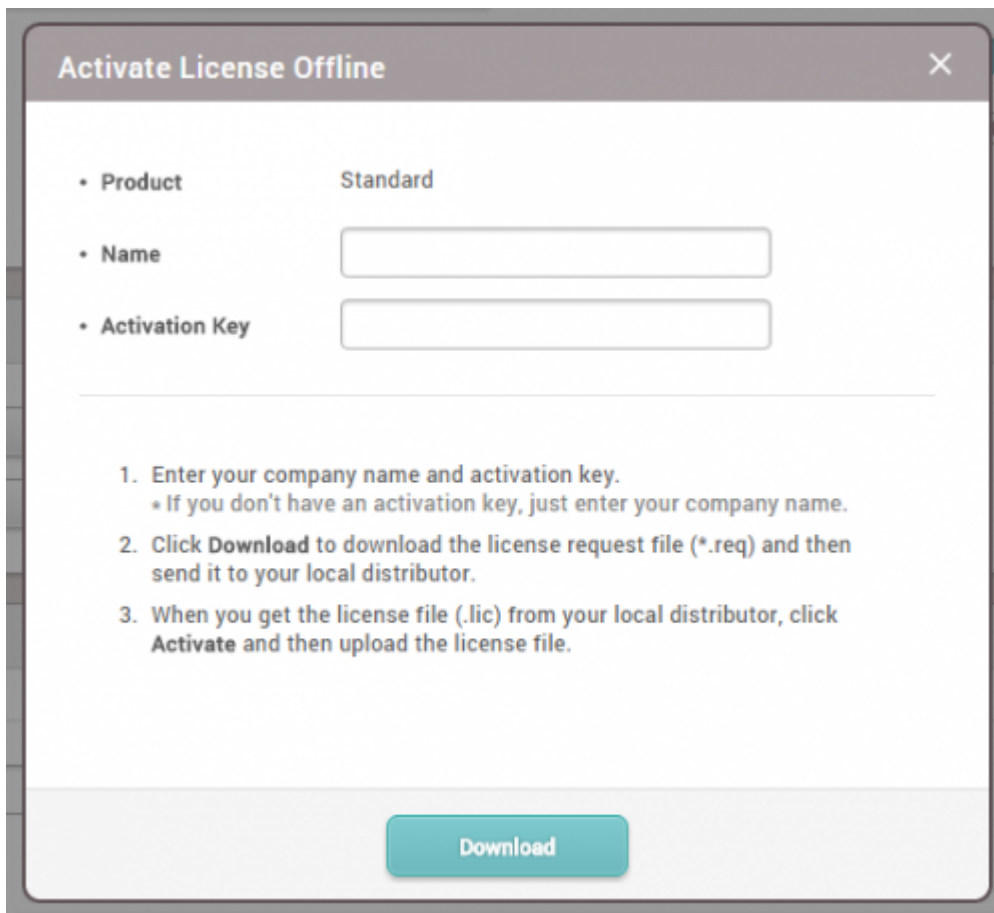 Activate License Offline
• Product Standard
• Name
• Activation Key
1. Enter your company name and activation key.
* If you don't have an activation key, just enter your company name.
2. Click Download to download the license request file (*.req) and then
send it to your local distributor.
3. When you get the license file (.lic) from your local distributor, click
Activate and then upload the license file.
Download